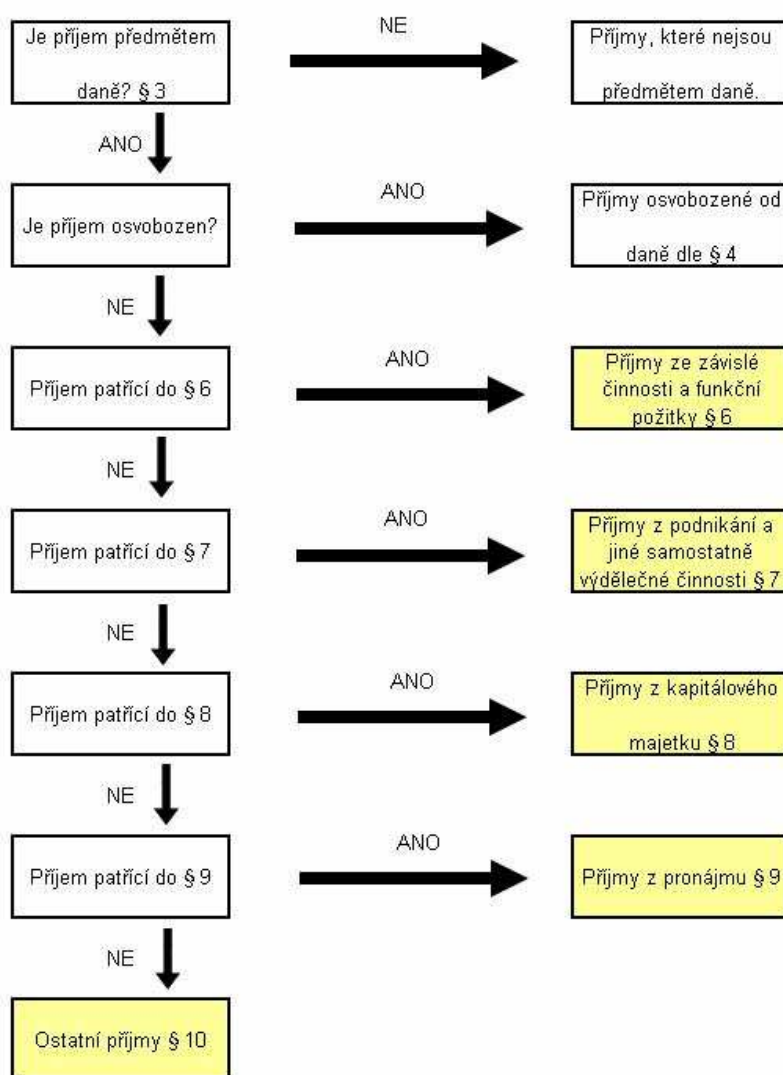 Je příjem předmětem
daně? § 3
NE
Příjmy, které nejsou
předmětem daně.
ANO
Je příjem osvobozen?
ANO
Příjmy osvobozené od
daně dle § 4
NE
Příjem patřící do § 6
ANO
Příjmy ze závislé
činnosti a funkční
požitky § 6
NE
Příjem patřící do § 7
ANO
Příjmy z podnikání a
jiné samostatně
výdělečné činnosti § 7
NE
Příjem patřící do § 8
ANO
Příjmy z kapitálového
majetku § 8
NE
Příjem patřící do § 9
ANO
Příjmy z pronájmu § 9
NE
Ostatní příjmy § 10